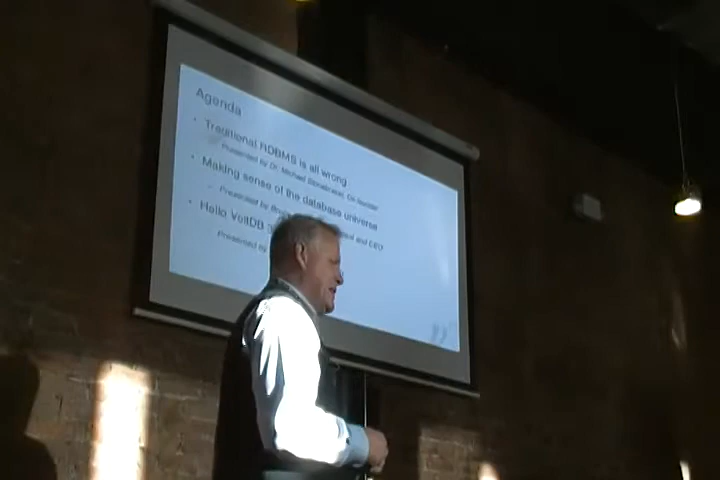 Agenda
• Traditional RDBMS is all wrong
Presented by Dr. Michael Stonebraker, Co-founder
• Making sense of the database universe
– Presented by and CEO
• Hello VoltDB 3
Presented by